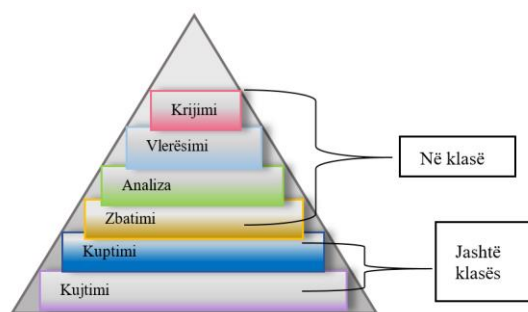 Krijimi
Vlerësimi
Analiza
Zbatimi
Kuptimi
Kujtimi
Në klasë
Jashtë
klasës